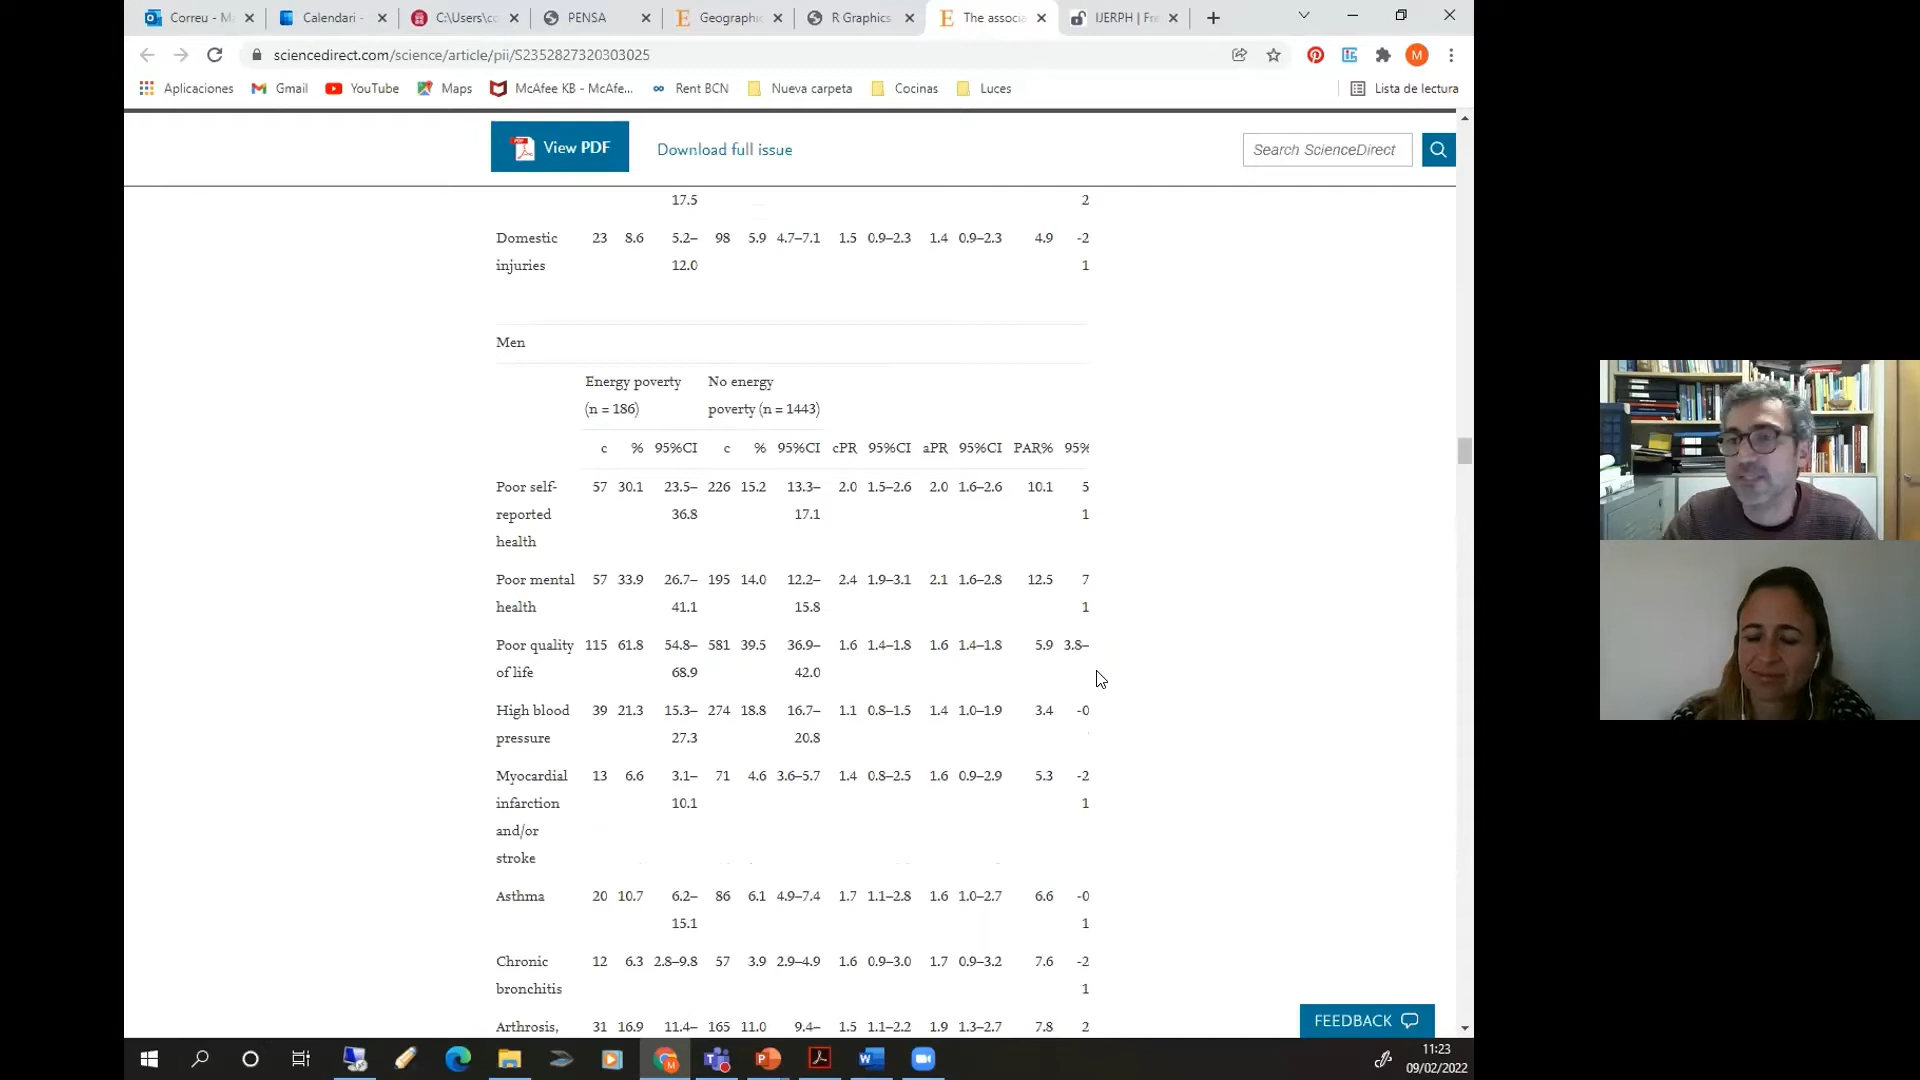 Correu - M
Calendari -
C:\Users\co
PENSA
Geographic
R Graphics
The associa
IJERPH | Fre
sciencedirect.com/science/article/pii/S2352827320303025
M
Aplicaciones
Gmail
YouTube
Maps
McAfee KB - McAfe...
Rent BCN
Nueva carpeta
Cocinas
Luces
Lista de lectura
View PDF
Download full issue
Search ScienceDirect
17.5 2
Domestic 23 8.6 5.2– 98 5.9 4.7–7.1 1.5 0.9–2.3 1.4 0.9–2.3 4.9 -2
injuries 12.0 1
Men
Energy poverty No energy
(n = 186) poverty (n = 1443)
c % 95%CI c % 95%CI cPR 95%CI aPR 95%CI PAR% 95%
Poor self- 57 30.1 23.5– 226 15.2 13.3– 2.0 1.5–2.6 2.0 1.6–2.6 10.1 5
reported 36.8 17.1 1
health
Poor mental 57 33.9 26.7– 195 14.0 12.2– 2.4 1.9–3.1 2.1 1.6–2.8 12.5 7
health 41.1 15.8 1
Poor quality 115 61.8 54.8– 581 39.5 36.9– 1.6 1.4–1.8 1.6 1.4–1.8 5.9 3.8–
of life 68.9 42.0
High blood 39 21.3 15.3– 274 18.8 16.7– 1.1 0.8–1.5 1.4 1.0–1.9 3.4 -0
pressure 27.3 20.8
Myocardial 13 6.6 3.1– 71 4.6 3.6–5.7 1.4 0.8–2.5 1.6 0.9–2.9 5.3 -2
infarction 10.1 1
and/or
stroke
Asthma 20 10.7 6.2– 86 6.1 4.9–7.4 1.7 1.1–2.8 1.6 1.0–2.7 6.6 -0
15.1 1
Chronic 12 6.3 2.8–9.8 57 3.9 2.9–4.9 1.6 0.9–3.0 1.7 0.9–3.2 7.6 -2
bronchitis 1
Arthrosis, 31 16.9 11.4– 165 11.0 9.4– 1.5 1.1–2.2 1.9 1.3–2.7 7.8 2
FEEDBACK
11:23
09/02/2022